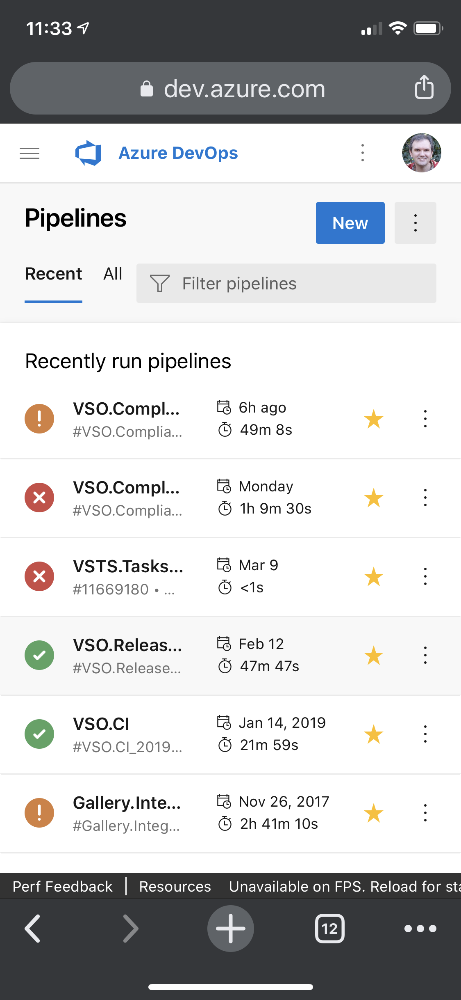 11:33
dev.azure.com
Azure DevOps
Pipelines
New
Recent
All
Filter pipelines
Recently run pipelines
VSO.Compl...
6h ago
#VSO.Complia...
49m 8s
VSO.Compl...
Monday
#VSO.Complia...
1h 9m 30s
VSTS.Tasks...
Mar 9
#11669180 • ...
<1s
VSO.Releas...
Feb 12
#VSO.Release...
47m 47s
VSO.CI
Jan 14, 2019
#VSO.CI_2019...
21m 59s
Gallery.Inte...
Nov 26, 2017
#Gallery.Integ...
2h 41m 10s
Perf Feedback | Resources Unavailable on FPS. Reload for sta
12